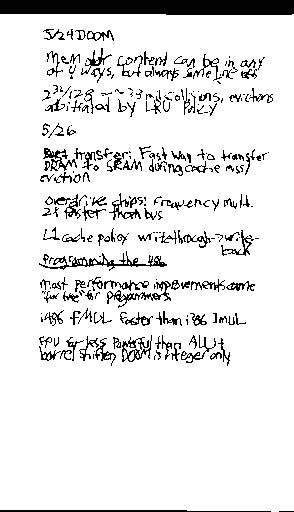 5/24 DOOM
Mem addr content can be in any
of 4 ways, but always same line off
2^32/128 = ~33 mil collisions, evictions
arbitrated by LRU Policy
5/26
Burst transfer: Fast way to transfer
DRAM to SRAM during cache miss/
eviction
overdrive chips: Frequency mult.
2x faster than bus
L1 cache policy writethrough->write-
back
Programming the 486
Most performance improvements came
"for free" for programmers
i486 FMUL faster than i386 IMUL
FPU far less powerful than ALU +
barrel shifter, DOOM is integer only